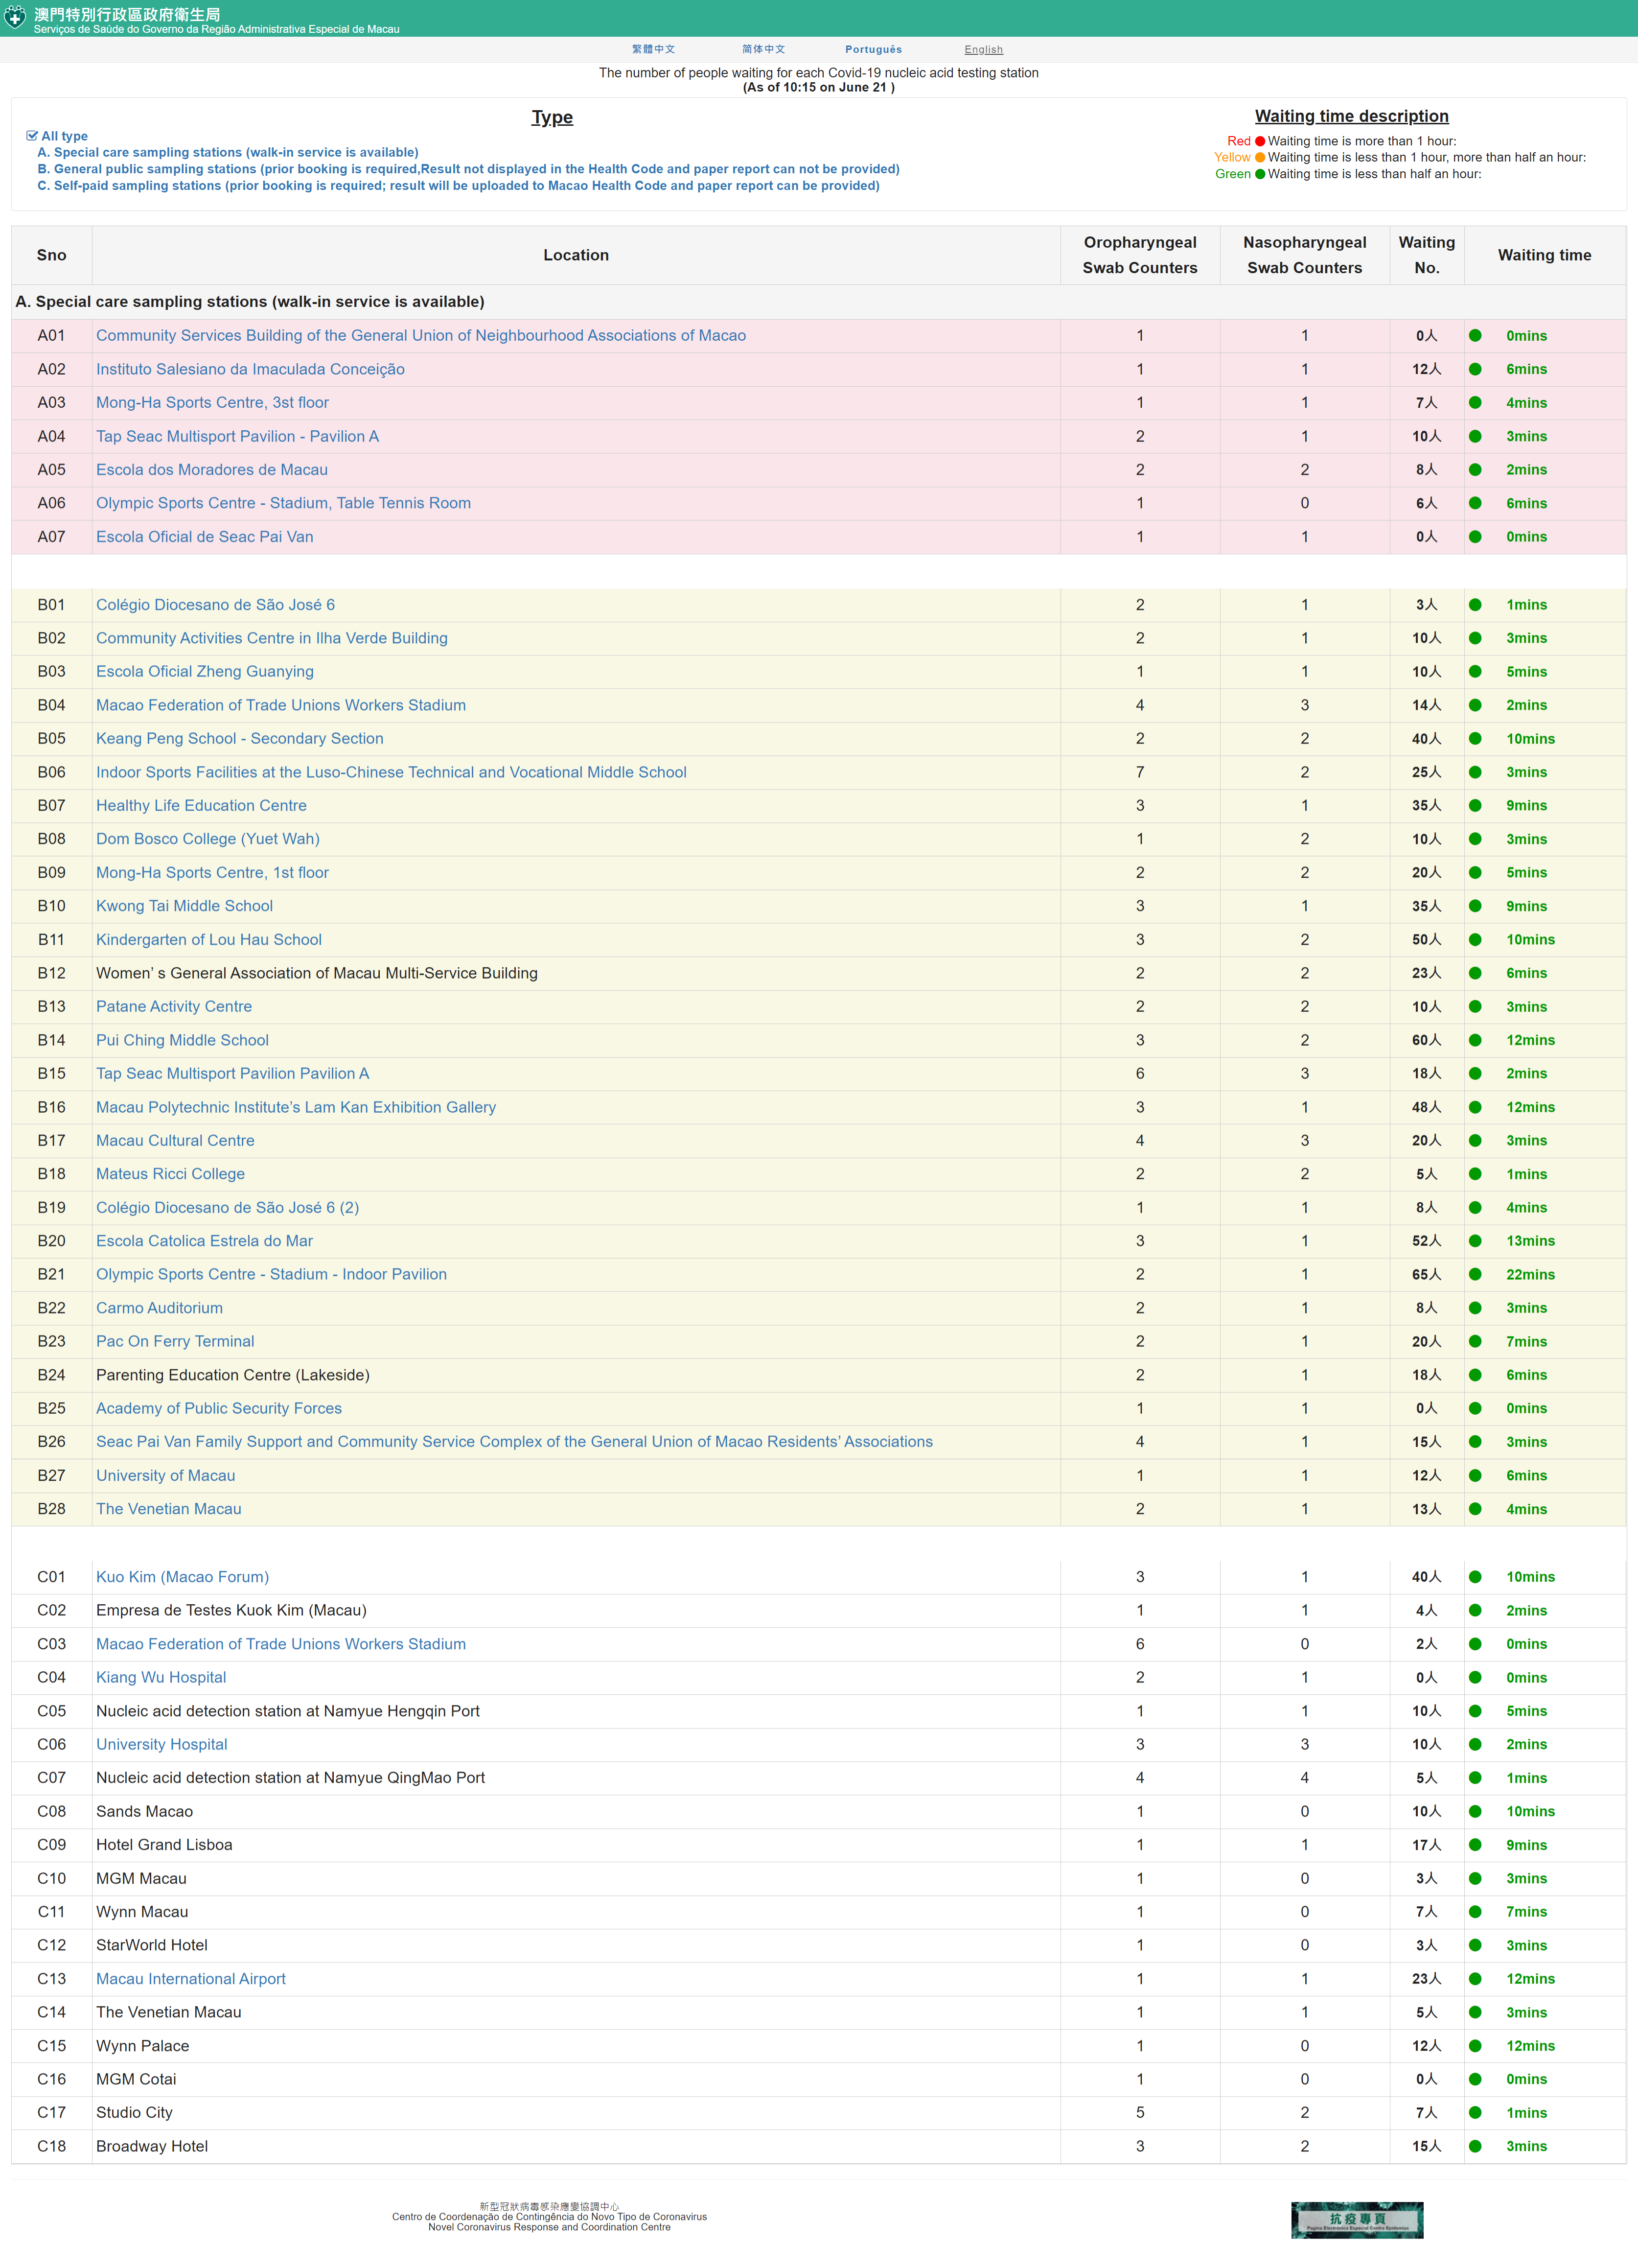 澳門特別行政區政府衛生局
Serviços de Saúde do Governo da Região Administrativa Especial de Macau
繁體中文 简体中文 Português English
The number of people waiting for each Covid-19 nucleic acid testing station
(As of 10:15 on June 21 )
Type
All type
A. Special care sampling stations (walk-in service is available)
B. General public sampling stations (prior booking is required,Result not displayed in the Health Code and paper report can not be provided)
C. Self-paid sampling stations (prior booking is required; result will be uploaded to Macao Health Code and paper report can be provided)
Waiting time description
Red Waiting time is more than 1 hour:
Yellow Waiting time is less than 1 hour, more than half an hour:
Green Waiting time is less than half an hour:
Sno Location Oropharyngeal Swab Counters Nasopharyngeal Swab Counters Waiting No. Waiting time
A. Special care sampling stations (walk-in service is available)
A01 Community Services Building of the General Union of Neighbourhood Associations of Macao 1 1 0人 0mins
A02 Instituto Salesiano da Imaculada Conceição 1 1 12人 6mins
A03 Mong-Ha Sports Centre, 3st floor 1 1 7人 4mins
A04 Tap Seac Multisport Pavilion - Pavilion A 2 1 10人 3mins
A05 Escola dos Moradores de Macau 2 2 8人 2mins
A06 Olympic Sports Centre - Stadium, Table Tennis Room 1 0 6人 6mins
A07 Escola Oficial de Seac Pai Van 1 1 0人 0mins
B01 Colégio Diocesano de São José 6 2 1 3人 1mins
B02 Community Activities Centre in Ilha Verde Building 2 1 10人 3mins
B03 Escola Oficial Zheng Guanying 1 1 10人 5mins
B04 Macao Federation of Trade Unions Workers Stadium 4 3 14人 2mins
B05 Keang Peng School - Secondary Section 2 2 40人 10mins
B06 Indoor Sports Facilities at the Luso-Chinese Technical and Vocational Middle School 7 2 25人 3mins
B07 Healthy Life Education Centre 3 1 35人 9mins
B08 Dom Bosco College (Yuet Wah) 1 2 10人 3mins
B09 Mong-Ha Sports Centre, 1st floor 2 2 20人 5mins
B10 Kwong Tai Middle School 3 1 35人 9mins
B11 Kindergarten of Lou Hau School 3 2 50人 10mins
B12 Women’ s General Association of Macau Multi-Service Building 2 2 23人 6mins
B13 Patane Activity Centre 2 2 10人 3mins
B14 Pui Ching Middle School 3 2 60人 12mins
B15 Tap Seac Multisport Pavilion Pavilion A 6 3 18人 2mins
B16 Macau Polytechnic Institute’s Lam Kan Exhibition Gallery 3 1 48人 12mins
B17 Macau Cultural Centre 4 3 20人 3mins
B18 Mateus Ricci College 2 2 5人 1mins
B19 Colégio Diocesano de São José 6 (2) 1 1 8人 4mins
B20 Escola Catolica Estrela do Mar 3 1 52人 13mins
B21 Olympic Sports Centre - Stadium - Indoor Pavilion 2 1 65人 22mins
B22 Carmo Auditorium 2 1 8人 3mins
B23 Pac On Ferry Terminal 2 1 20人 7mins
B24 Parenting Education Centre (Lakeside) 2 1 18人 6mins
B25 Academy of Public Security Forces 1 1 0人 0mins
B26 Seac Pai Van Family Support and Community Service Complex of the General Union of Macao Residents’ Associations 4 1 15人 3mins
B27 University of Macau 1 1 12人 6mins
B28 The Venetian Macau 2 1 13人 4mins
C01 Kuo Kim (Macao Forum) 3 1 40人 10mins
C02 Empresa de Testes Kuok Kim (Macau) 1 1 4人 2mins
C03 Macao Federation of Trade Unions Workers Stadium 6 0 2人 0mins
C04 Kiang Wu Hospital 2 1 0人 0mins
C05 Nucleic acid detection station at Namyue Hengqin Port 1 1 10人 5mins
C06 University Hospital 3 3 10人 2mins
C07 Nucleic acid detection station at Namyue QingMao Port 4 4 5人 1mins
C08 Sands Macao 1 0 10人 10mins
C09 Hotel Grand Lisboa 1 1 17人 9mins
C10 MGM Macau 1 0 3人 3mins
C11 Wynn Macau 1 0 7人 7mins
C12 StarWorld Hotel 1 0 3人 3mins
C13 Macau International Airport 1 1 23人 12mins
C14 The Venetian Macau 1 1 5人 3mins
C15 Wynn Palace 1 0 12人 12mins
C16 MGM Cotai 1 0 0人 0mins
C17 Studio City 5 2 7人 1mins
C18 Broadway Hotel 3 2 15人 3mins
新型冠狀病毒感染應變協調中心
Centro de Coordenação de Contingência do Novo Tipo de Coronavirus
Novel Coronavirus Response and Coordination Centre
抗疫專頁
Pagina Electronica Especial Contra Epidemias